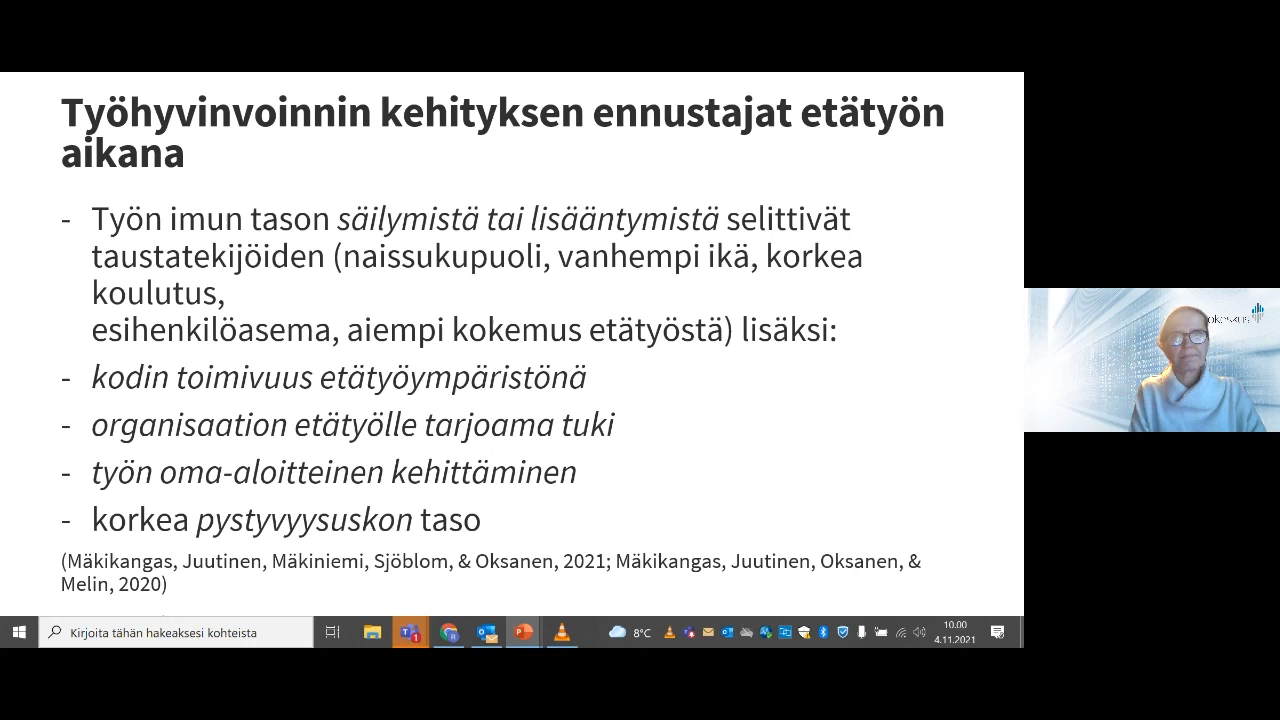 Työhyvinvoinnin kehityksen ennustajat etätyön
aikana
- Työn imun tason säilymistä tai lisääntymistä selittivät
taustatekijöiden (naissukupuoli, vanhempi ikä, korkea
koulutus,
esihenkilöasema, aiempi kokemus etätyöstä) lisäksi:
- kodin toimivuus etätyöympäristönä
- organisaation etätyölle tarjoama tuki
- työn oma-aloitteinen kehittäminen
- korkea pystyvyysuskon taso
(Mäkikangas, Juutinen, Mäkiniemi, Sjöblom, & Oksanen, 2021; Mäkikangas, Juutinen, Oksanen, &
Melin, 2020)
Kirjoita tähän hakeaksesi kohteista
8°C
10.00
4.11.2021